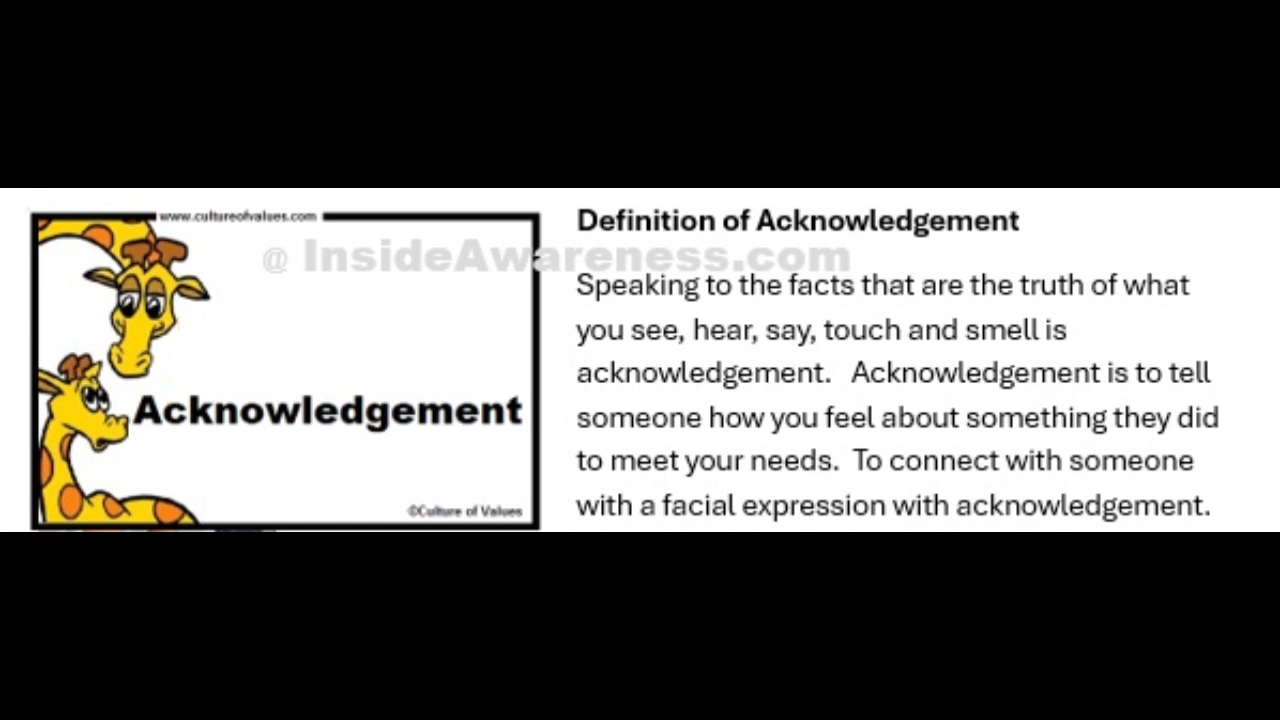 www.cultureofvalues.com
Acknowledgement
©Culture of Values
@ InsideAwareness.com
Definition of Acknowledgement
Speaking to the facts that are the truth of what
you see, hear, say, touch and smell is
acknowledgement.   Acknowledgement is to tell
someone how you feel about something they did
to meet your needs.  To connect with someone
with a facial expression with acknowledgement.